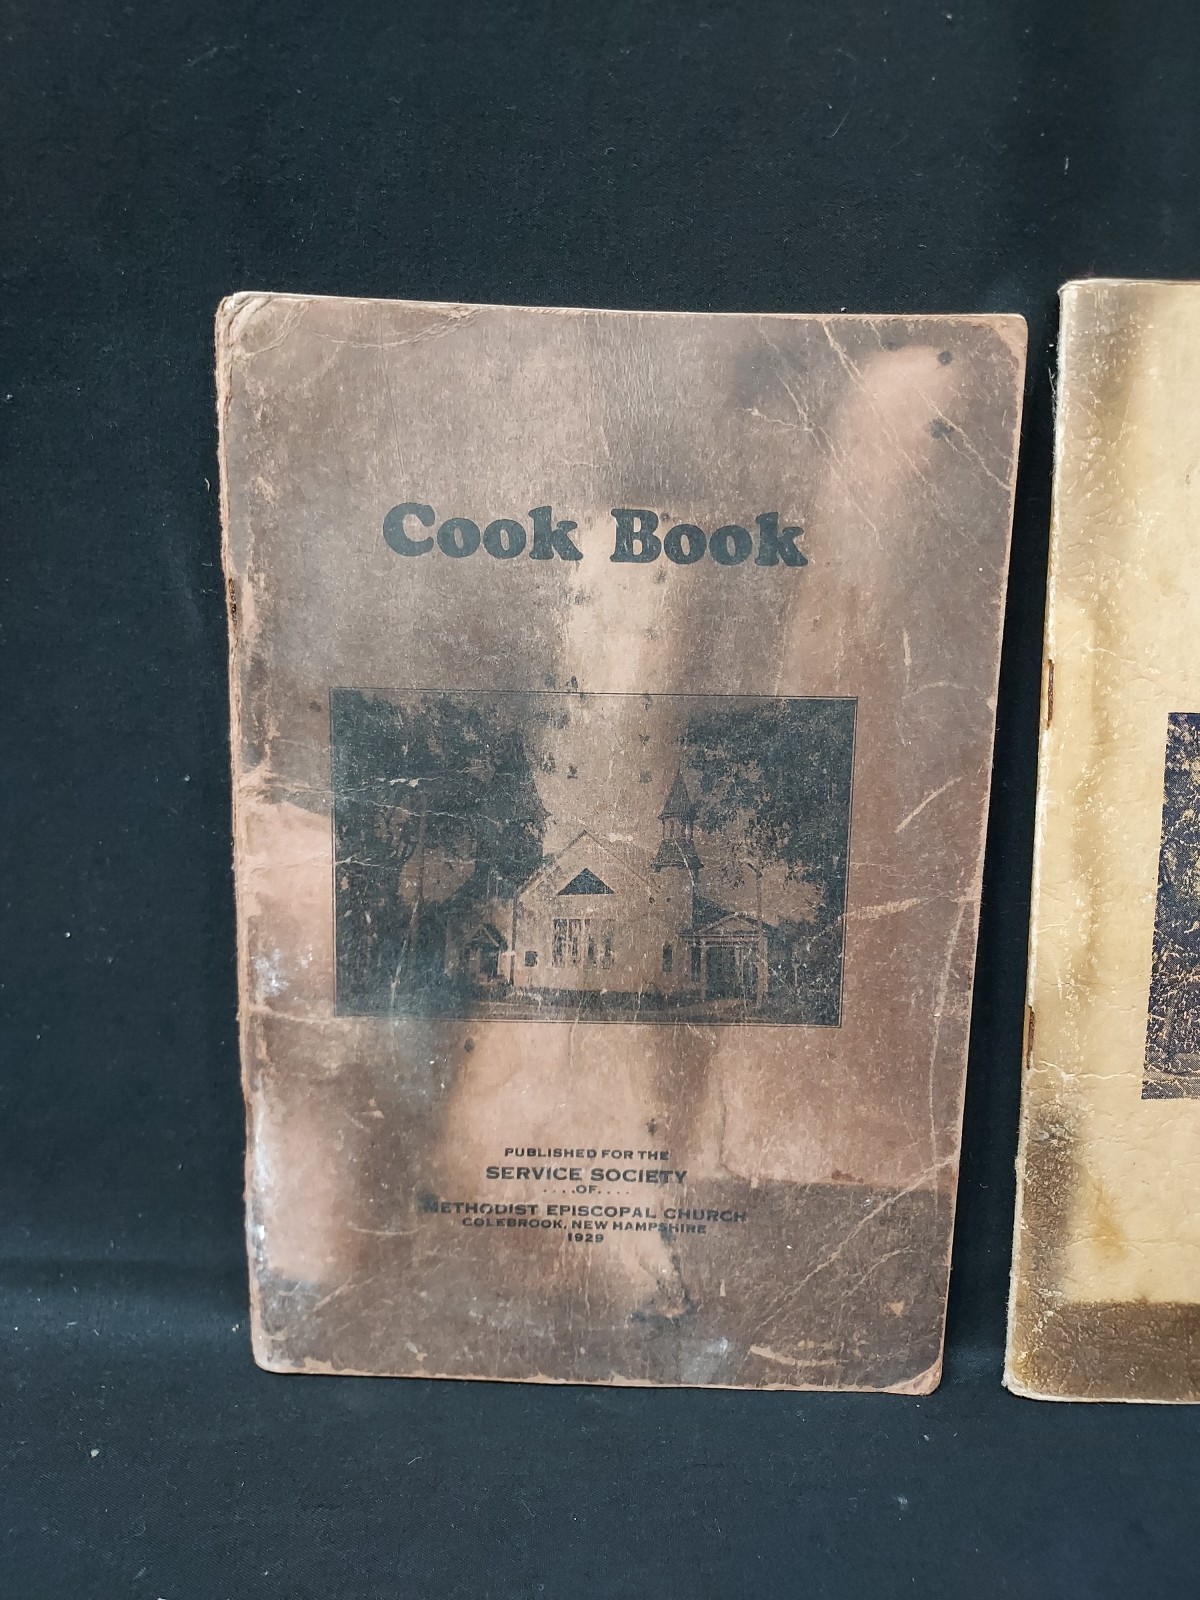 Cook Book
PUBLISHED FOR THE
SERVICE SOCIETY
....OF....
METHODIST EPISCOPAL CHURCH
COLEBROOK, NEW HAMPSHIRE
1929